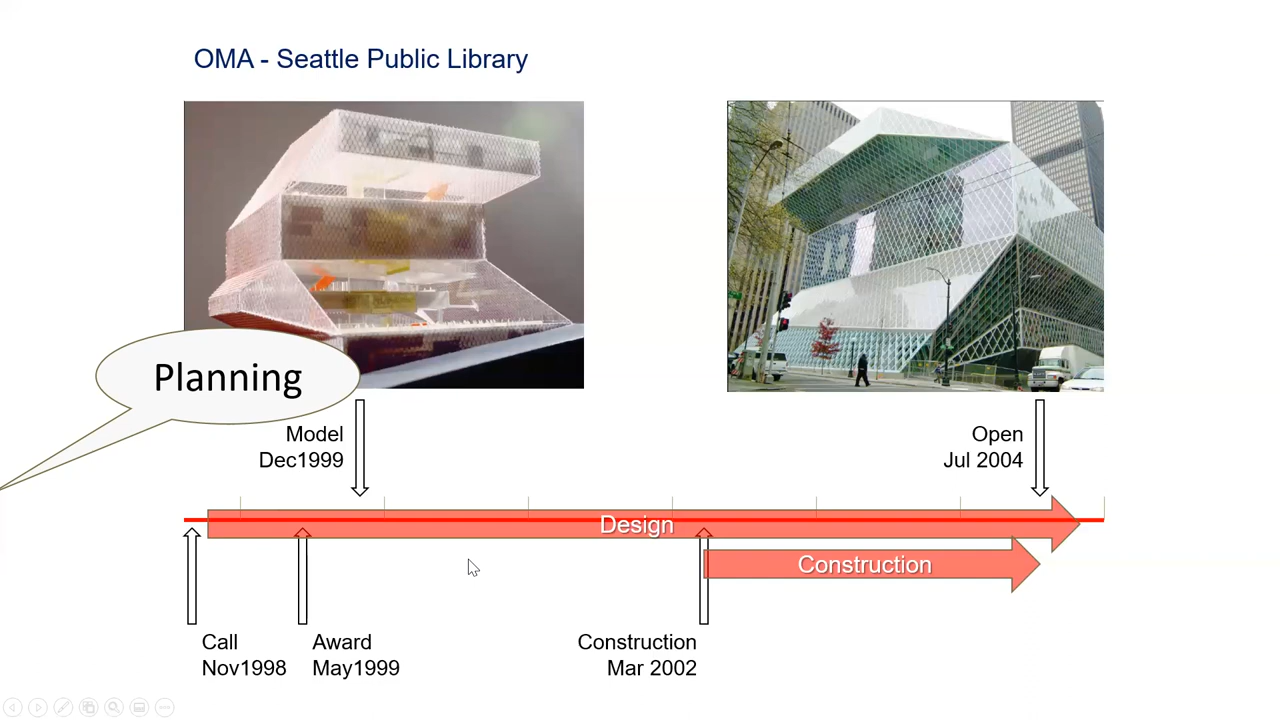 OMA - Seattle Public Library
Planning
Model
Dec1999
Open
Jul 2004
Design
Construction
Call
Nov1998
Award
May1999
Construction
Mar 2002